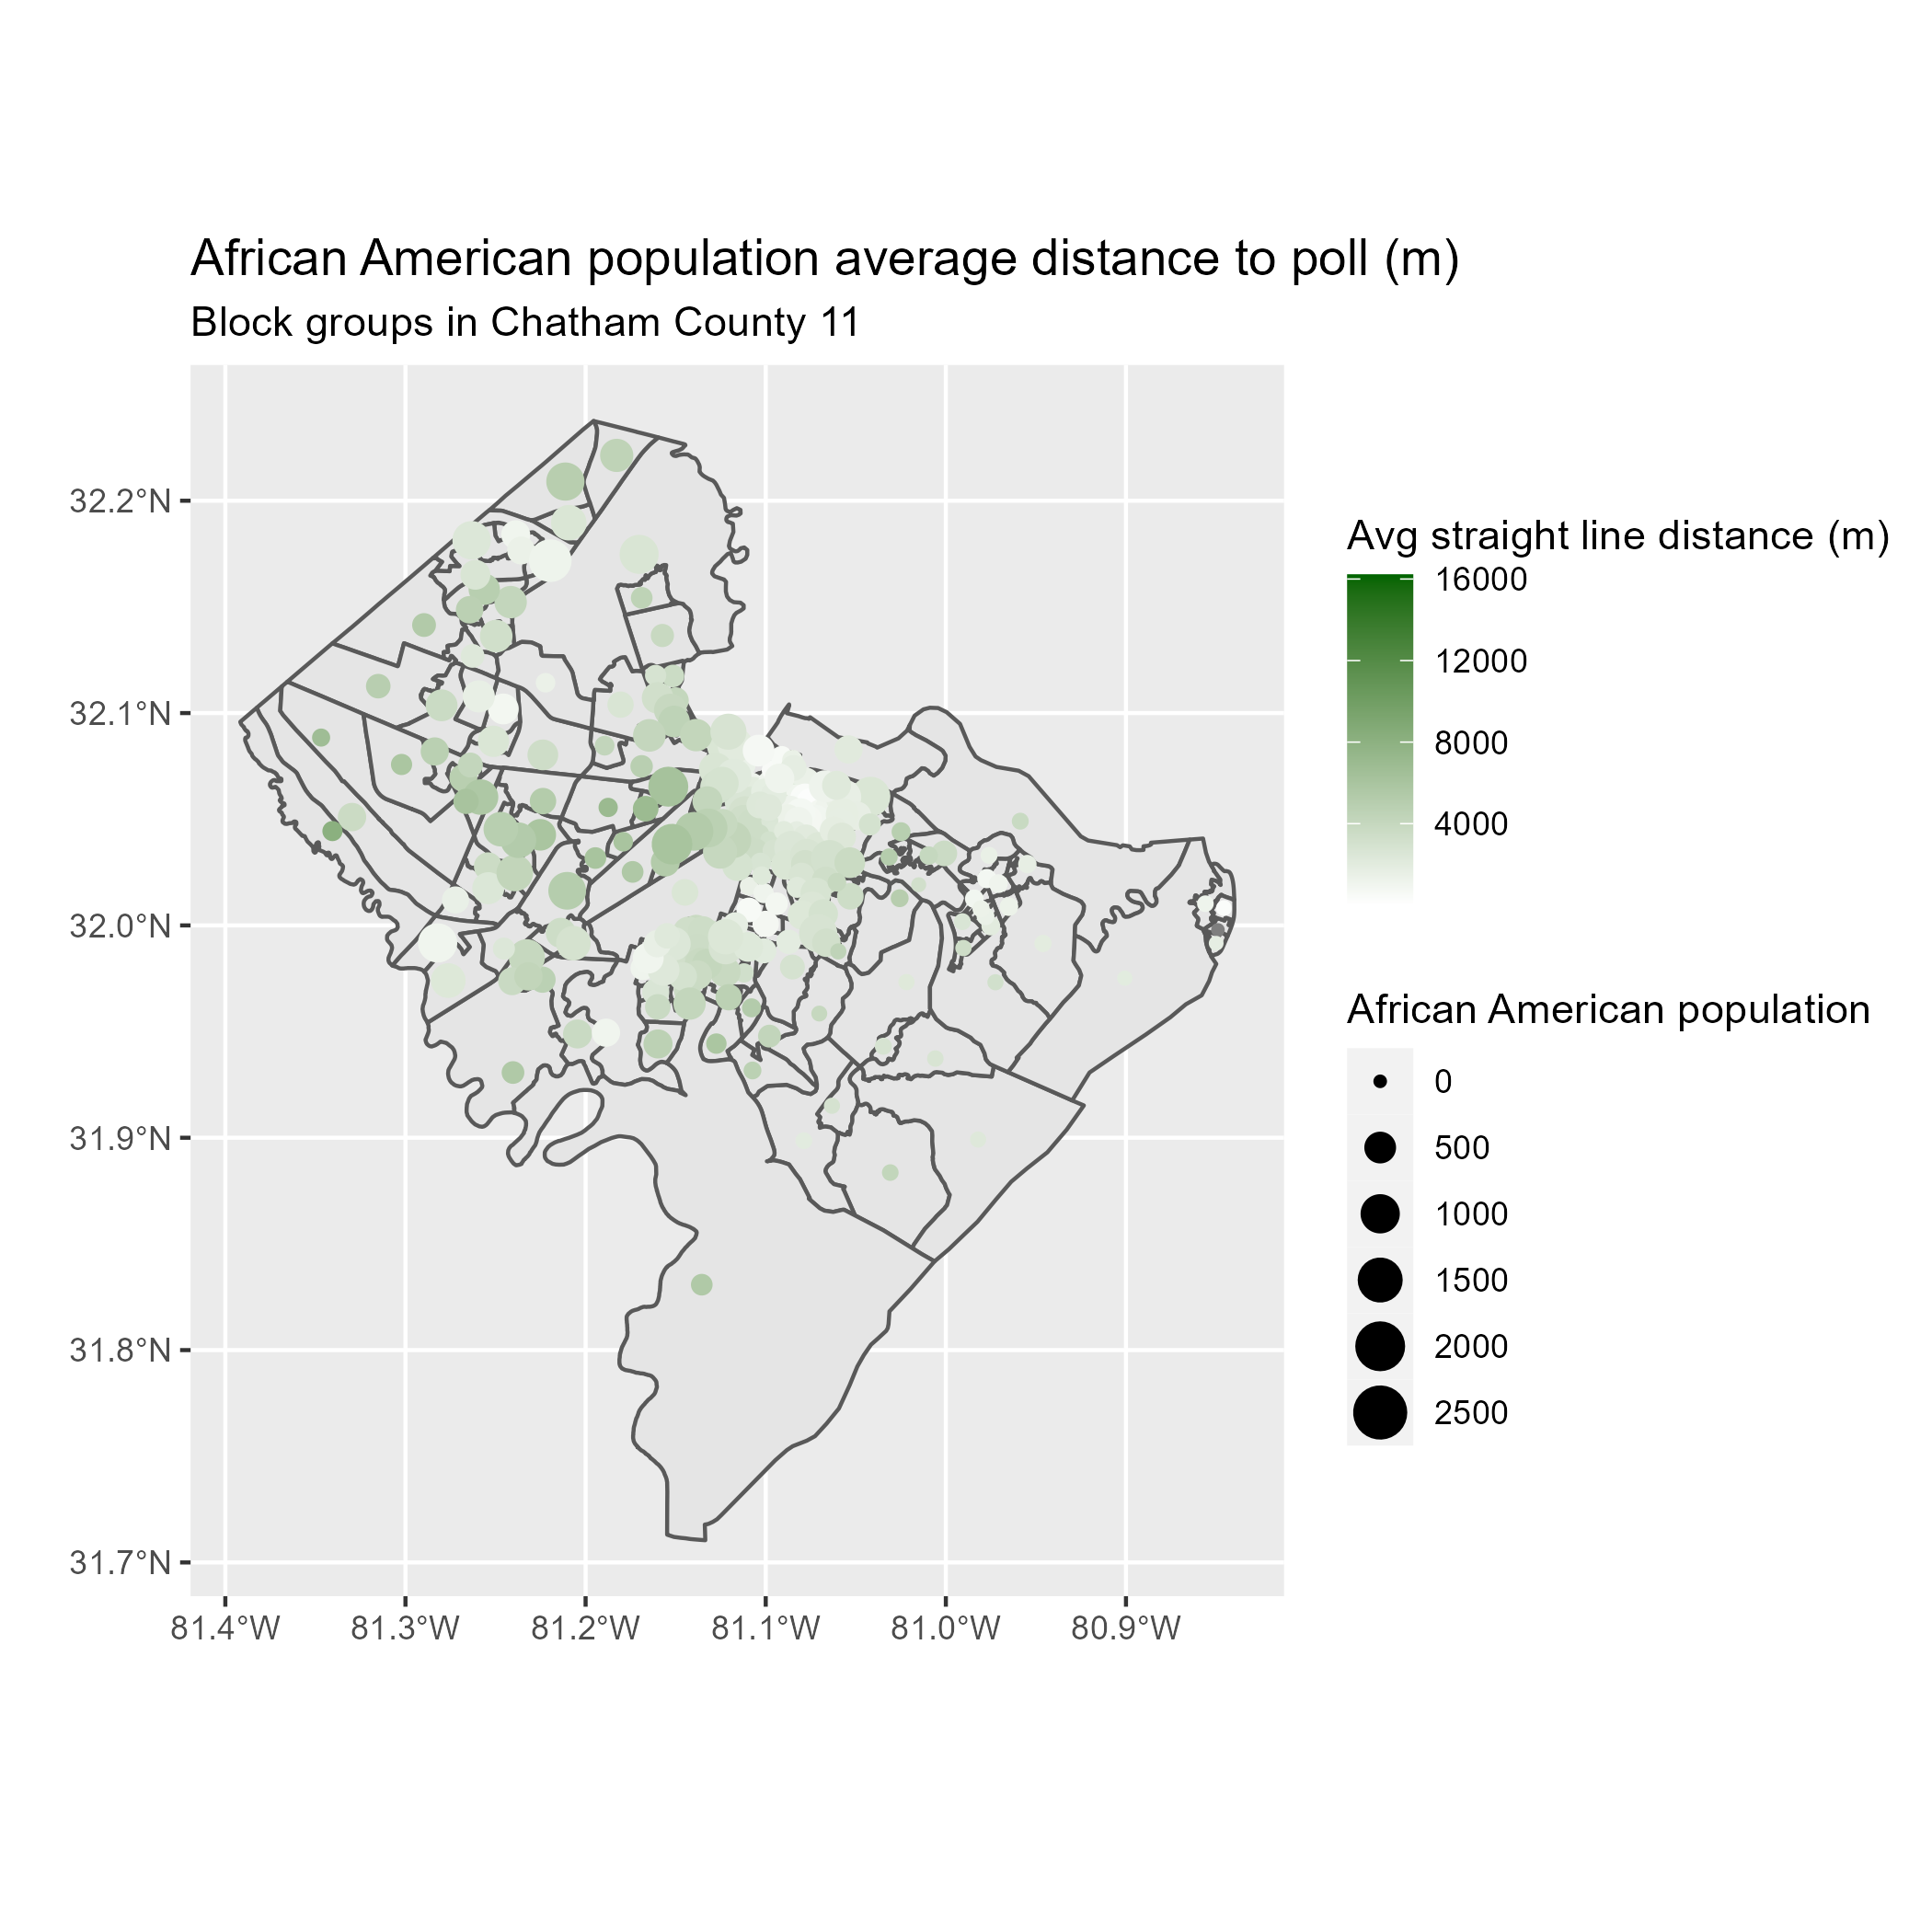 African American population average distance to poll (m)
Block groups in Chatham County 11
32.2°N
32.1°N
32.0°N
31.9°N
31.8°N
31.7°N
81.4°W 81.3°W 81.2°W 81.1°W 81.0°W 80.9°W
Avg straight line distance (m)
16000
12000
8000
4000
African American population
0
500
1000
1500
2000
2500